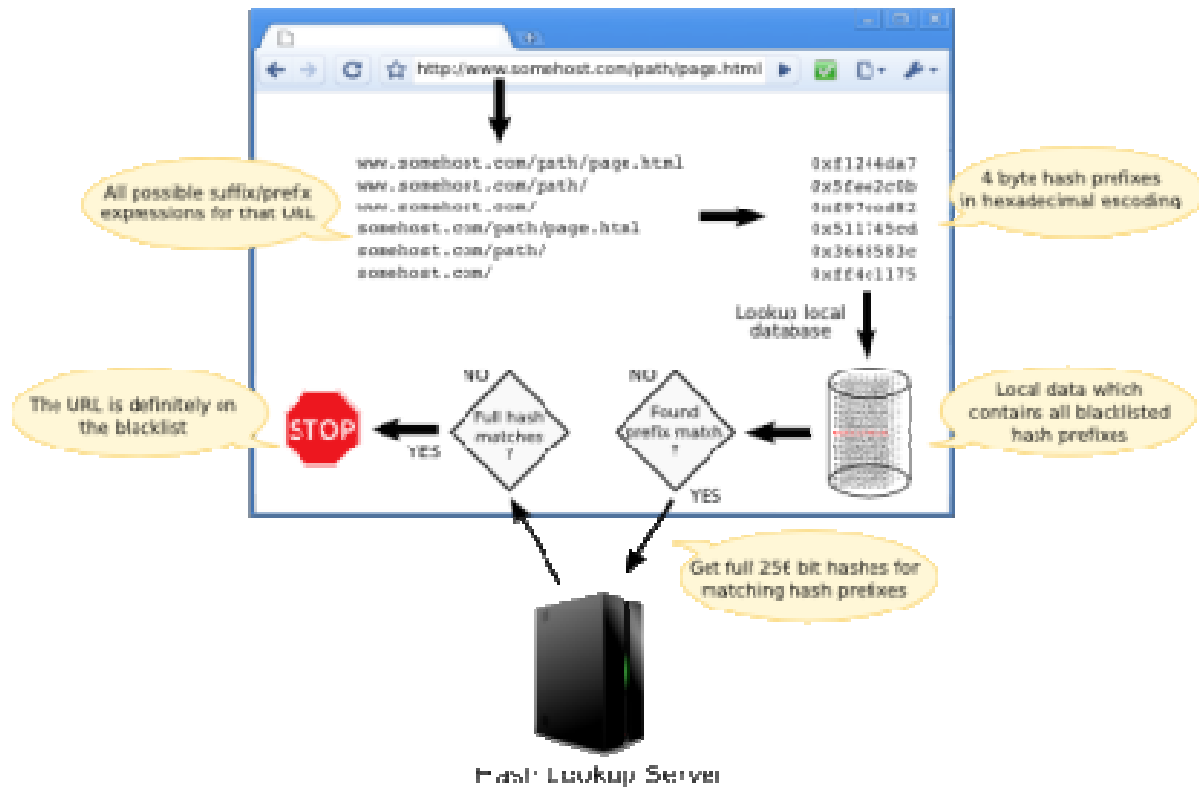 http://www.somehost.com/path/page.html
www.somehost.com/path/page.html
www.somehost.com/path/
www.somehost.com/
somehost.com/path/page.html
somehost.com/path/
somehost.com/
All possible suffix/prefix
expressions for that URL
4 byte hash prefixes
in hexadecimal encoding
Lookup local
database
Local data which
contains all blacklisted
hash prefixes
NO
Found
prefix match
?
YES
Get full 256 bit hashes for
matching hash prefixes
Hash Lookup Server
NO
Full hash
matches
?
YES
STOP
The URL is definitely on
the blacklist